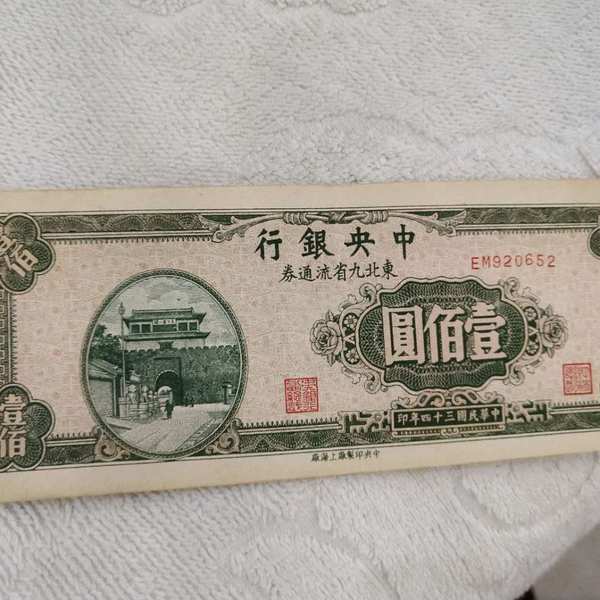 中央銀行
東北九省流通券
EM920652
壹佰圓
中華民國三十四年印
中央印製廠上海廠
壹佰